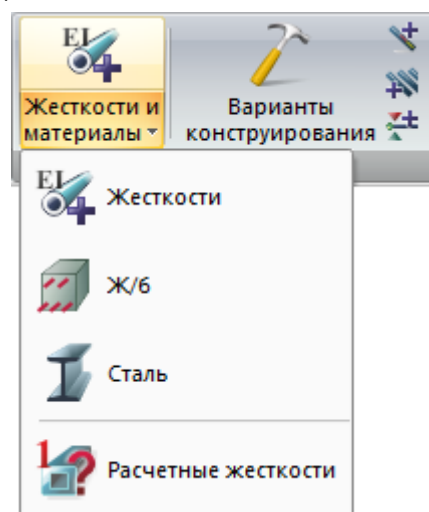 EI
Жесткости и
материалы
Варианты
конструирования
EI
Жесткости
Ж/б
Сталь
1
Расчетные жесткости